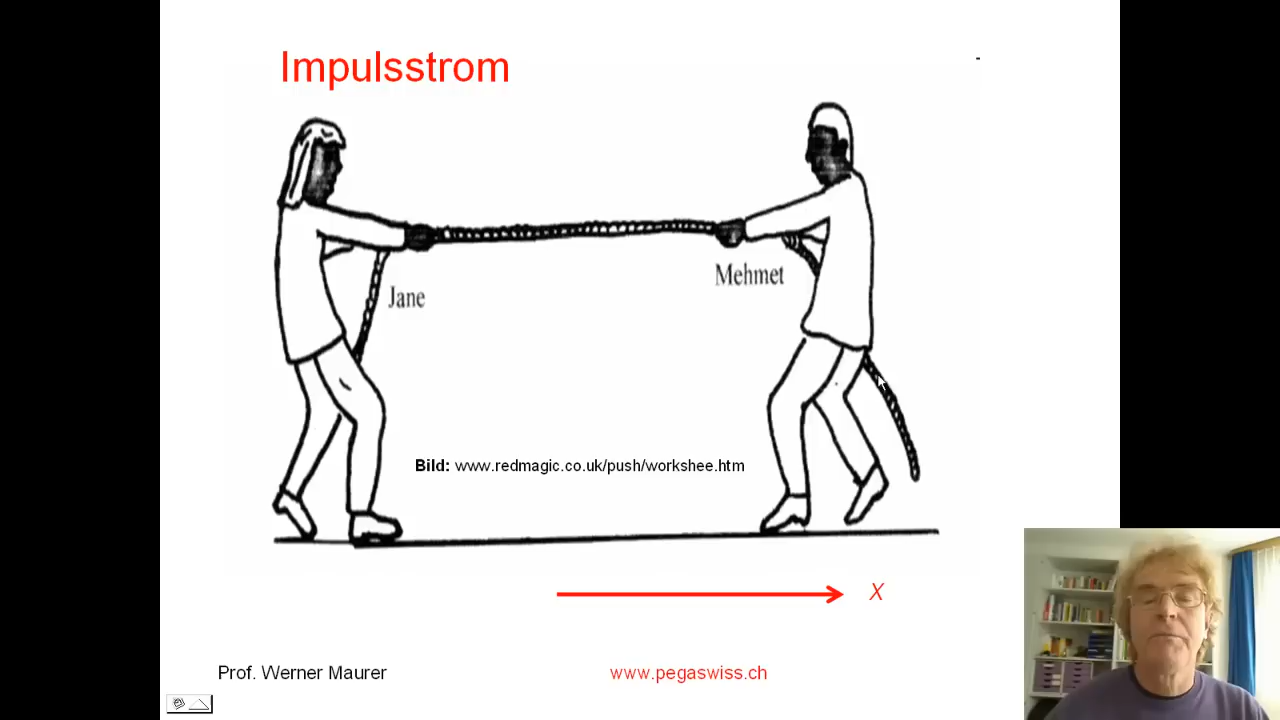 Impulsstrom
Jane
Mehmet
Bild: www.redmagic.co.uk/push/workshee.htm
X
Prof. Werner Maurer
www.pegaswiss.ch